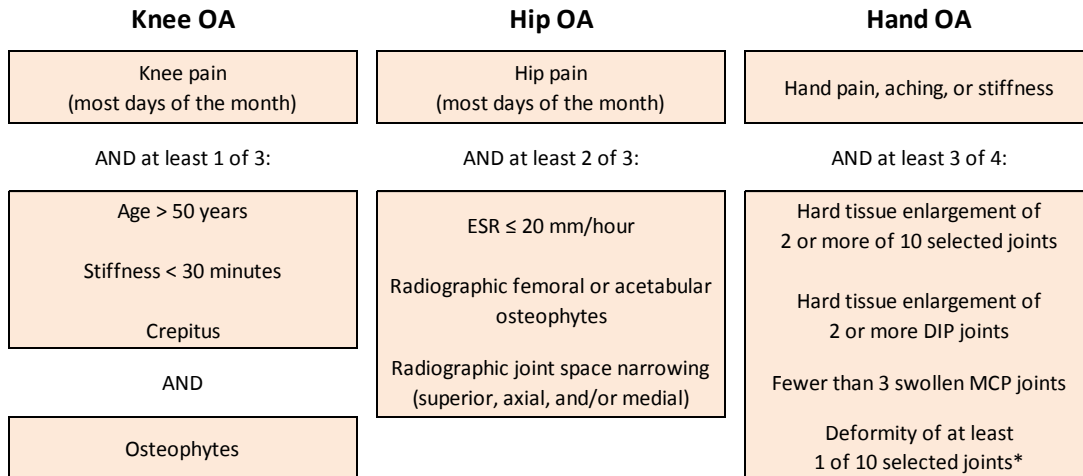 Knee OA
Knee pain
(most days of the month)
AND at least 1 of 3:
Age > 50 years
Stiffness < 30 minutes
Crepitus
AND
Osteophytes
Hip OA
Hip pain
(most days of the month)
AND at least 2 of 3:
ESR ≤ 20 mm/hour
Radiographic femoral or acetabular
osteophytes
Radiographic joint space narrowing
(superior, axial, and/or medial)
Hand OA
Hand pain, aching, or stiffness
AND at least 3 of 4:
Hard tissue enlargement of
2 or more of 10 selected joints
Hard tissue enlargement of
2 or more DIP joints
Fewer than 3 swollen MCP joints
Deformity of at least
1 of 10 selected joints*